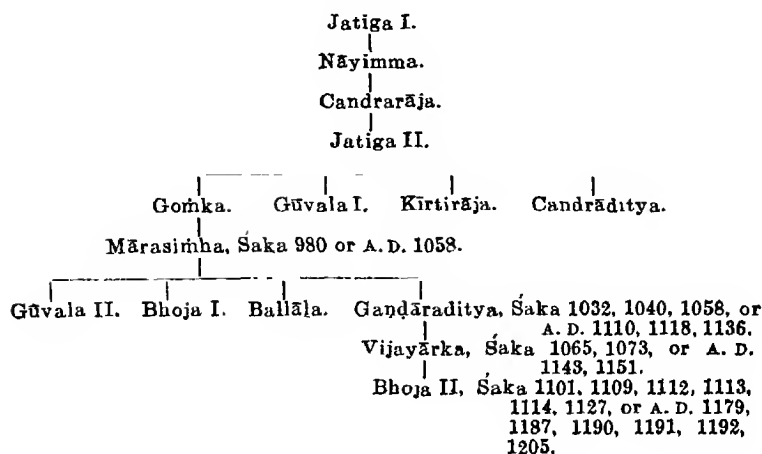 Jatiga I.
Nāyimma.
Candrarāja.
Jatiga II.
Goṁka. Gūvala I. Kīrtirāja. Candrāditya.
Mārasiṁha, Śaka 980 or A. D. 1058.
Gūvala II. Bhoja I. Ballāla. Gaṇḍāraditya, Śaka 1032, 1040, 1058, or
A. D. 1110, 1118, 1136.
Vijayārka, Śaka 1065, 1073, or A. D.
1143, 1151.
Bhoja II, Śaka 1101, 1109, 1112, 1113,
1114, 1127, or A. D. 1179,
1187, 1190, 1191, 1192,
1205.